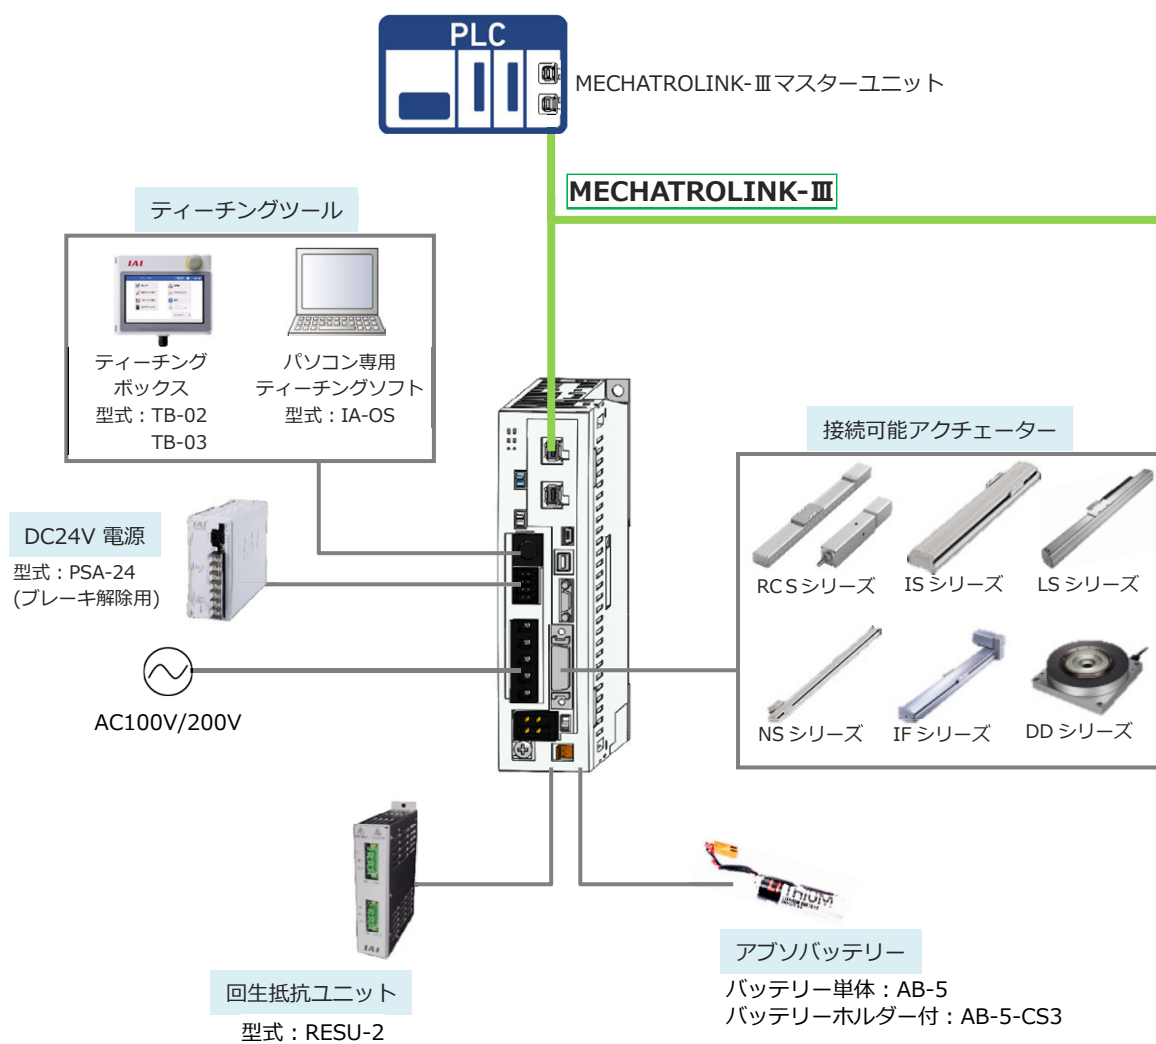 PLC
MECHATROLINK-Ⅲマスターユニット
MECHATROLINK-Ⅲ
ティーチングツール
IAI
ティーチング
ボックス
型式：TB-02
TB-03
パソコン専用
ティーチングソフト
型式：IA-OS
接続可能アクチェーター
RCSシリーズ
ISシリーズ
LSシリーズ
NSシリーズ
IFシリーズ
DDシリーズ
DC24V 電源
型式：PSA-24
(ブレーキ解除用)
IAI
AC100V/200V
IAI
回生抵抗ユニット
型式：RESU-2
LITHIUM
アブソバッテリー
バッテリー単体：AB-5
バッテリーホルダー付：AB-5-CS3